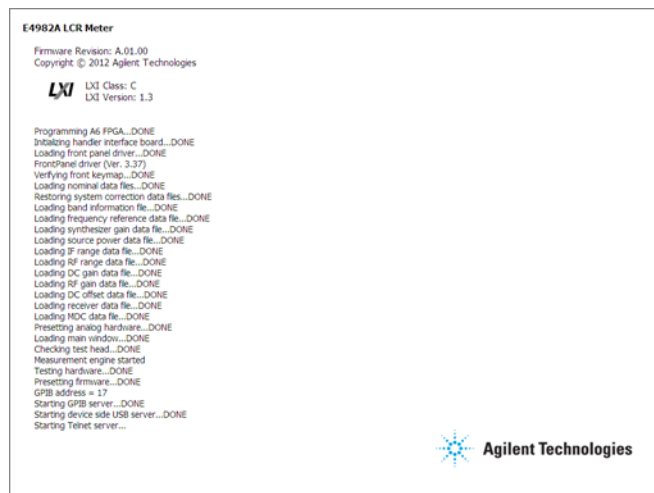 E4982A LCR Meter
Firmware Revision: A.01.00
Copyright © 2012 Agilent Technologies
LXI
LXI Class: C
LXI Version: 1.3
Programming A6 FPGA...DONE
Initializing handler interface board...DONE
Loading front panel driver...DONE
FrontPanel driver (Ver. 3.37)
Verifying front keymap...DONE
Loading nominal data files...DONE
Restoring system correction data files...DONE
Loading band information file...DONE
Loading frequency reference data file...DONE
Loading synthesizer gain data file...DONE
Loading source power data file...DONE
Loading IF range data file...DONE
Loading RF range data file...DONE
Loading DC gain data file...DONE
Loading RF gain data file...DONE
Loading DC offset data file...DONE
Loading receiver data file...DONE
Loading MDC data file...DONE
Presetting analog hardware...DONE
Loading main window...DONE
Checking test head...DONE
Measurement engine started
Testing hardware...DONE
Presetting firmware...DONE
GPIB address = 17
Starting GPIB server...DONE
Starting device side USB server...DONE
Starting Telnet server...
Agilent Technologies